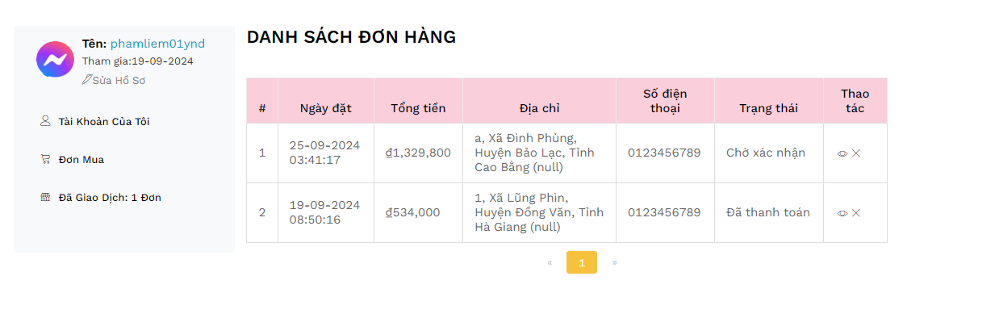 Tên: phamliem01ynd
Tham gia:19-09-2024
Sửa Hồ Sơ
Tài Khoản Của Tôi
Đơn Mua
Đã Giao Dịch: 1 Đơn
DANH SÁCH ĐƠN HÀNG
# Ngày đặt Tổng tiền Địa chỉ Số điện thoại Trạng thái Thao tác
1 25-09-2024 03:41:17 ₫1,329,800 a, Xã Đình Phùng, Huyện Bảo Lạc, Tỉnh Cao Bằng (null) 0123456789 Chờ xác nhận
2 19-09-2024 08:50:16 ₫534,000 1, Xã Lũng Phìn, Huyện Đồng Văn, Tỉnh Hà Giang (null) 0123456789 Đã thanh toán
« 1 »